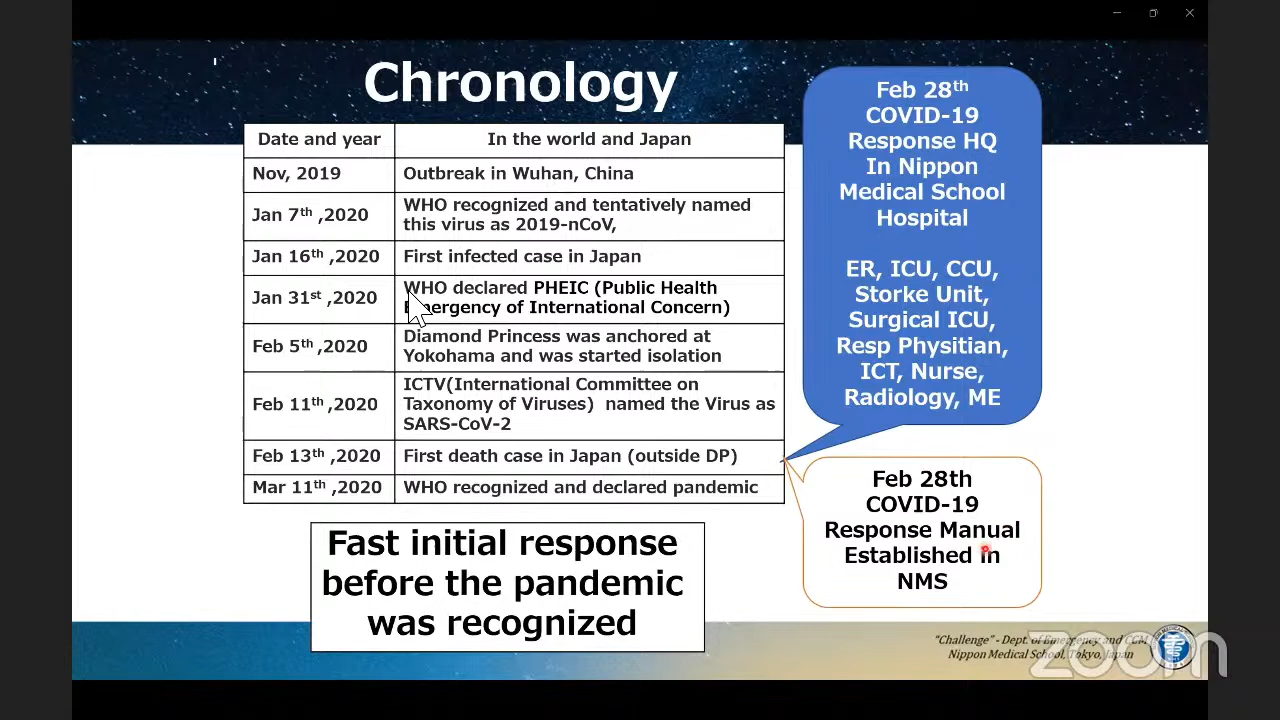 Chronology
Date and year
In the world and Japan
Nov, 2019
Outbreak in Wuhan, China
Jan 7th ,2020
WHO recognized and tentatively named
this virus as 2019-nCoV,
Jan 16th ,2020
First infected case in Japan
Jan 31st ,2020
WHO declared PHEIC (Public Health
Emergency of International Concern)
Feb 5th ,2020
Diamond Princess was anchored at
Yokohama and was started isolation
Feb 11th ,2020
ICTV(International Committee on
Taxonomy of Viruses) named the Virus as
SARS-CoV-2
Feb 13th ,2020
First death case in Japan (outside DP)
Mar 11th ,2020
WHO recognized and declared pandemic
Feb 28th
COVID-19
Response HQ
In Nippon
Medical School
Hospital
ER, ICU, CCU,
Storke Unit,
Surgical ICU,
Resp Physitian,
ICT, Nurse,
Radiology, ME
Feb 28th
COVID-19
Response Manual
Established in
NMS
Fast initial response
before the pandemic
was recognized
"Challenge" - Dept. of Emergency and CCM
Nippon Medical School, Tokyo, Japan
zoom